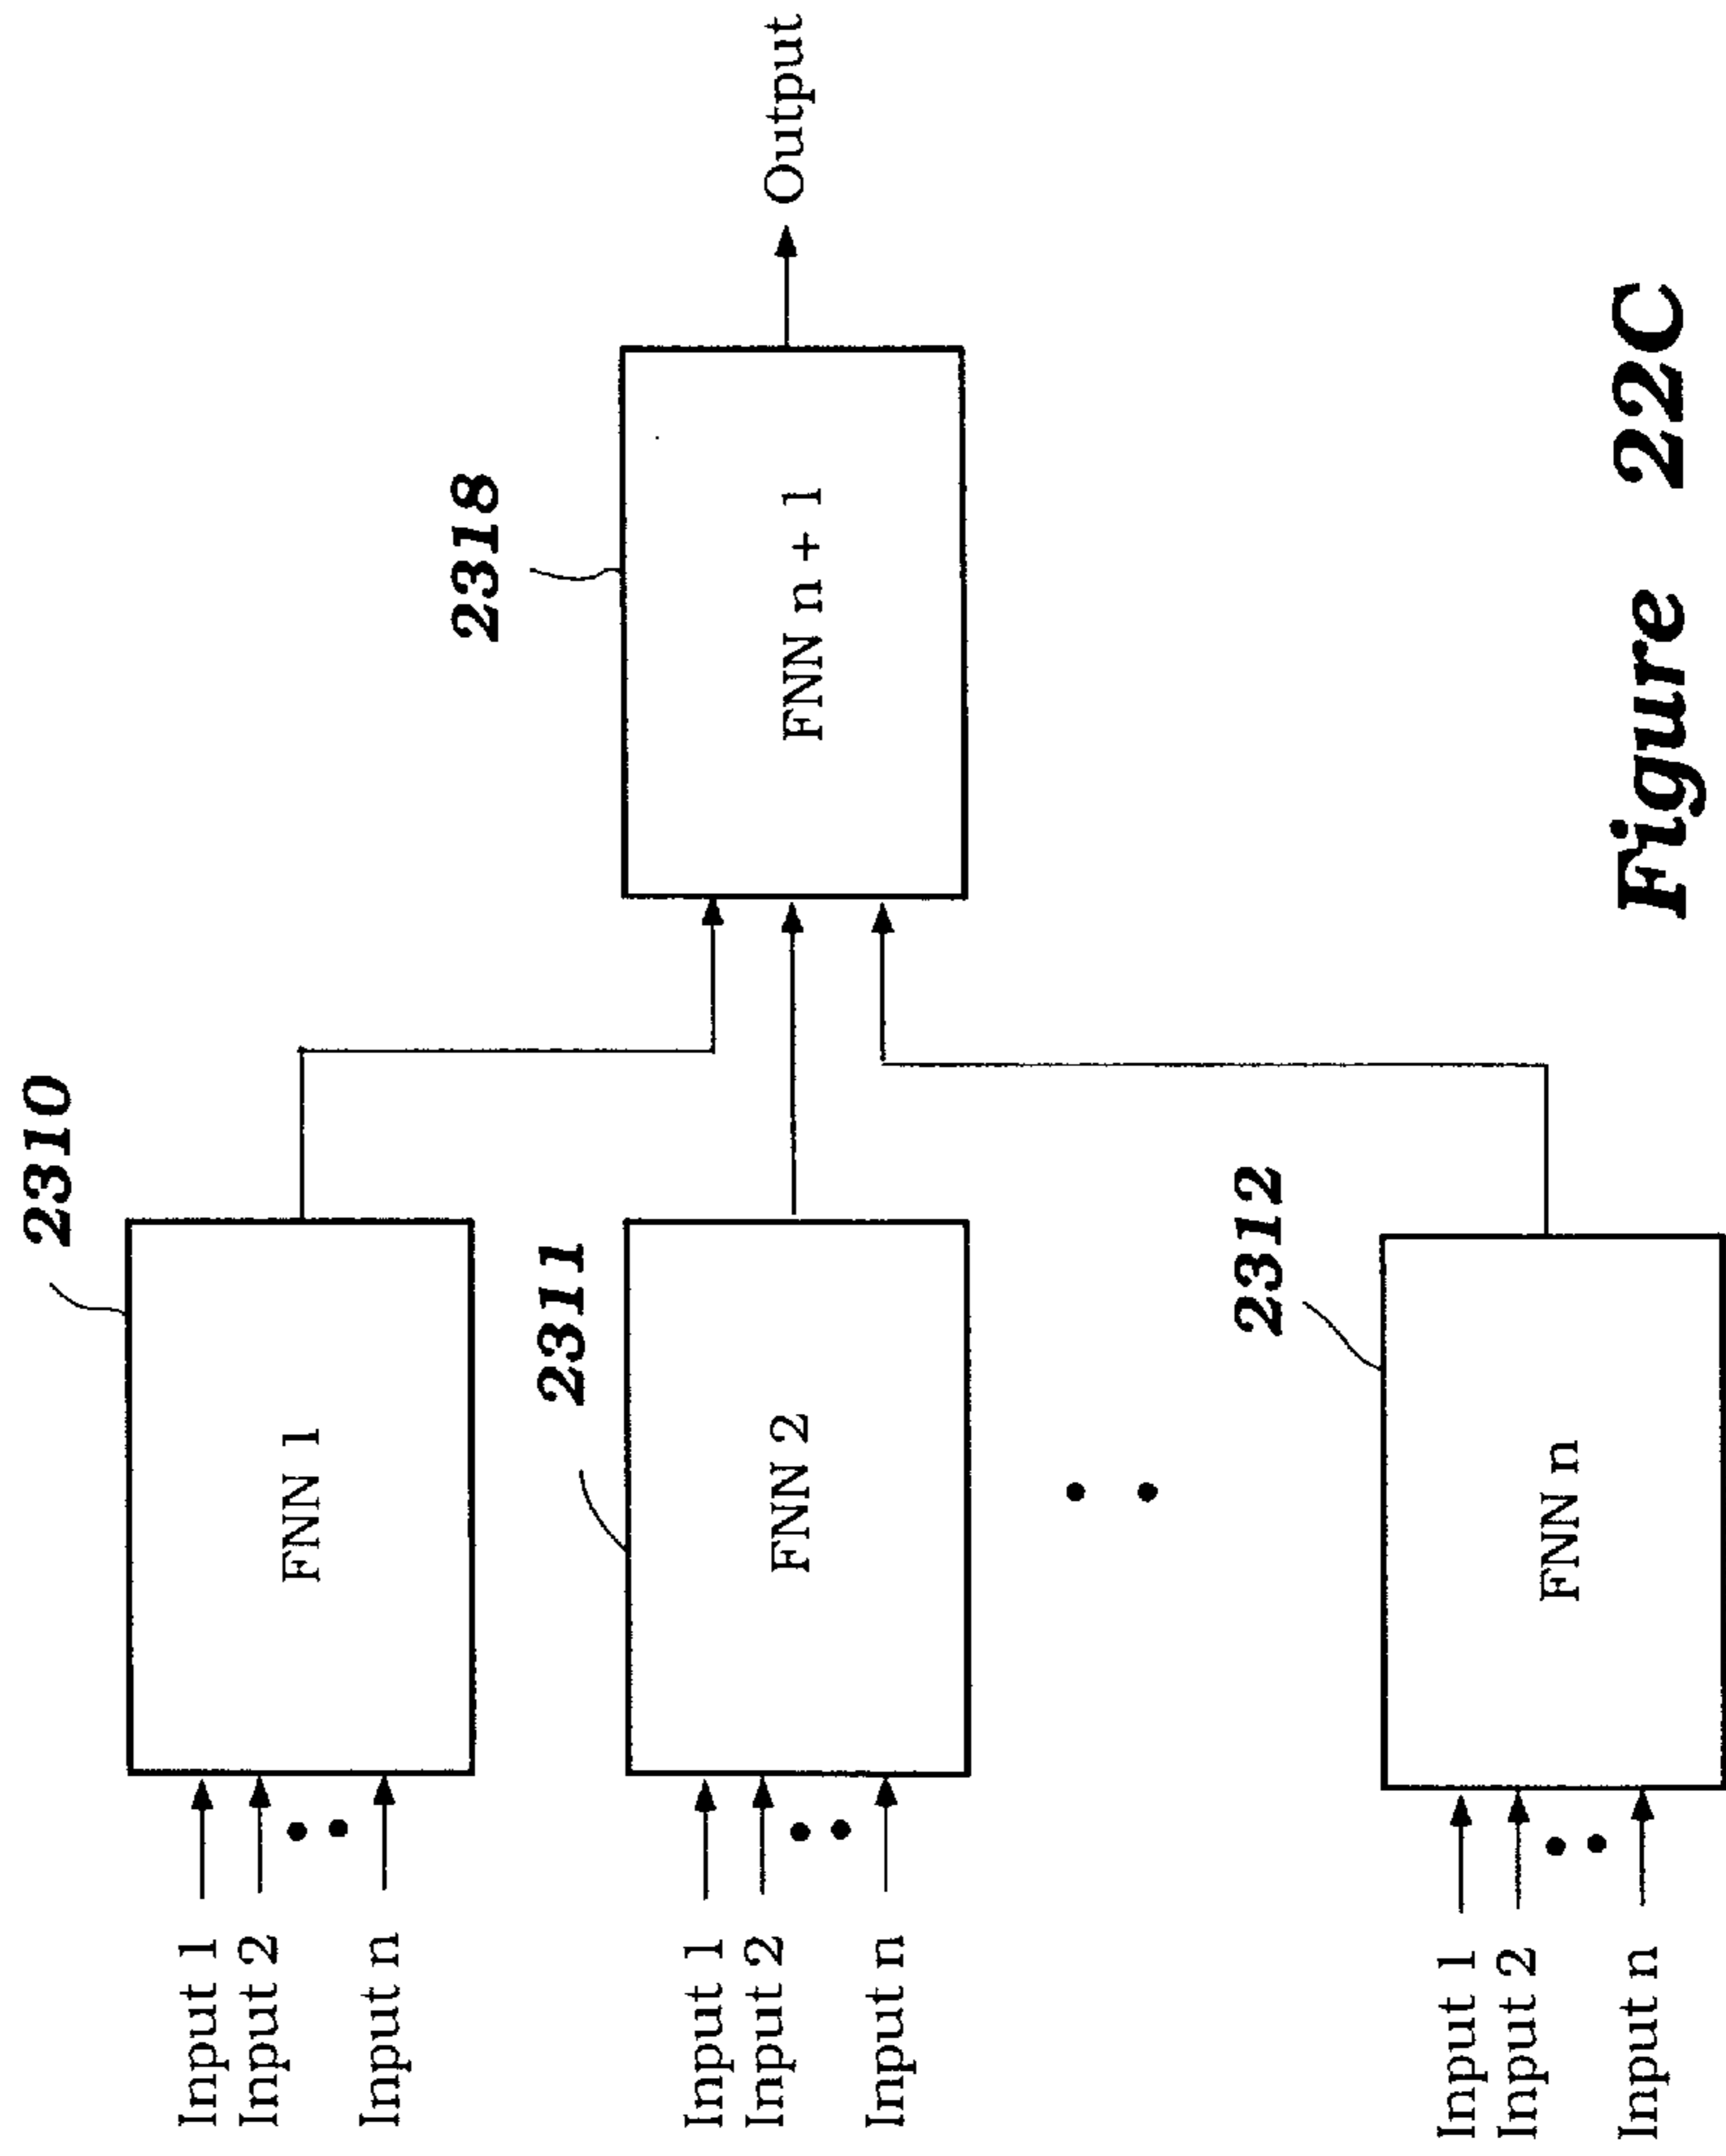 2310
Input 1
Input 2
Input n
FNN 1
2311
Input 1
Input 2
Input n
FNN 2
2318
FNN n + 1
Output
2312
Input 1
Input 2
Input n
FNN n
Figure 22C